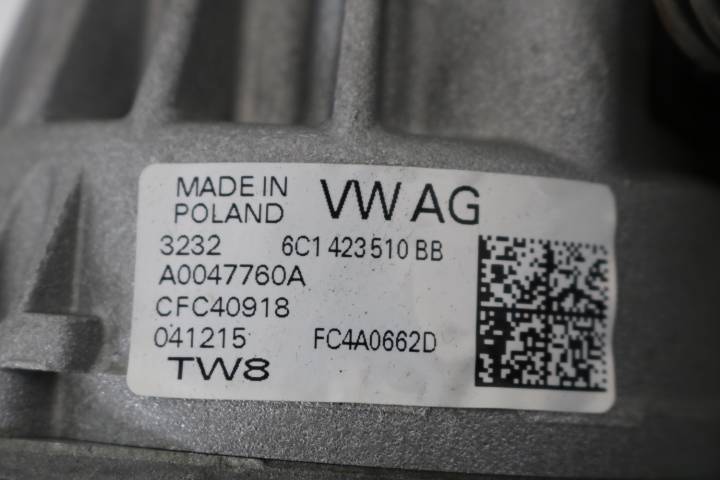 MADE IN POLAND VW AG
3232 6C1 423 510 BB
A0047760A
CFC40918
041215 FC4A0662D
TW8